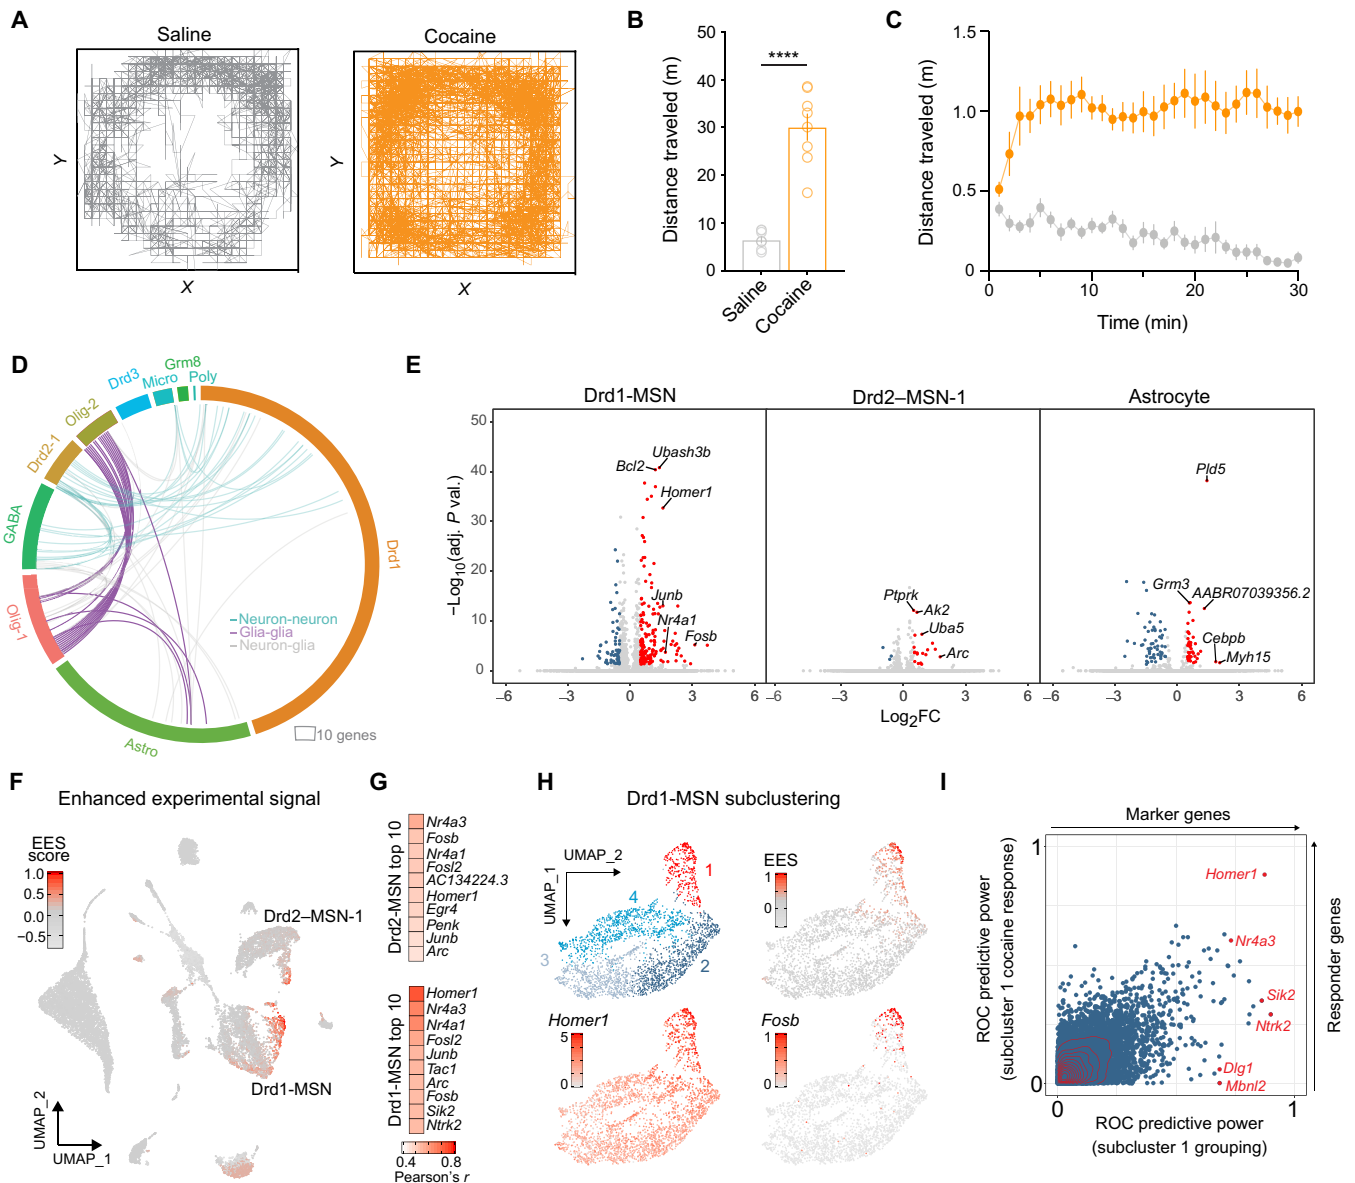 A
Saline
Cocaine
Y
X
Y
X
B
Distance traveled (m)
50
40
30
20
10
0
****
Saline
Cocaine
C
Distance traveled (m)
1.5
1.0
0.5
0
0
10
20
30
Time (min)
D
Drd1
Astro
Olig-1
GABA
Drd2-1
Olig-2
Drd3
Micro
Grm8
Poly
Neuron-neuron
Glia-glia
Neuron-glia
10 genes
E
Drd1-MSN
Drd2–MSN-1
Astrocyte
−Log10(adj. P val.)
50
40
30
20
10
0
Bcl2
Ubash3b
Homer1
Junb
Nr4a1
Fosb
Ptprk
Ak2
Uba5
Arc
Pld5
Grm3
AABR07039356.2
Cebpb
Myh15
−6
−3
0
3
6
−3
0
3
6
−6
−3
0
3
6
Log2FC
F
Enhanced experimental signal
EES
score
1.0
0.5
0.0
−0.5
Drd2–MSN-1
Drd1-MSN
UMAP_2
UMAP_1
G
Drd2-MSN top 10
Nr4a3
Fosb
Nr4a1
Fosl2
AC134224.3
Homer1
Egr4
Penk
Junb
Arc
Drd1-MSN top 10
Homer1
Nr4a3
Nr4a1
Fosl2
Junb
Tac1
Arc
Fosb
Sik2
Ntrk2
0.4
0.8
Pearson's r
H
Drd1-MSN subclustering
UMAP_2
UMAP_1
1
2
3
4
EES
1
0
Homer1
5
0
Fosb
1
0
I
Marker genes
Responder genes
ROC predictive power
(subcluster 1 cocaine response)
1
0
0
1
ROC predictive power
(subcluster 1 grouping)
Homer1
Nr4a3
Sik2
Ntrk2
Dlg1
Mbnl2